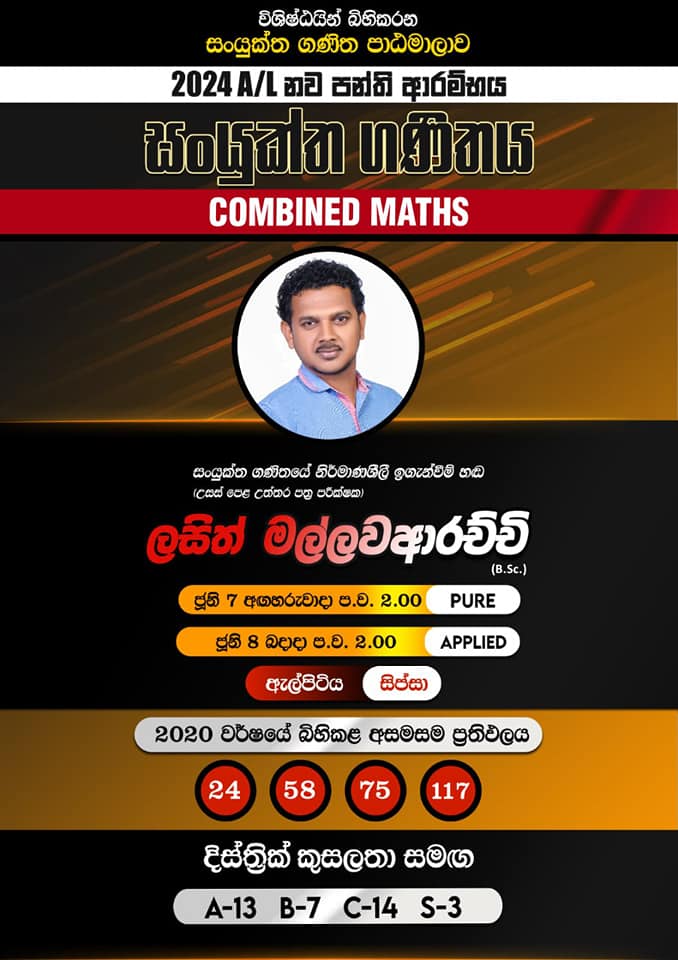 විශිෂ්ඨයින් බිහිකරන
සංයුක්ත ගණිත පාඨමාලාව
2024 A/L නව පන්ති ආරම්භය
සංයුක්ත ගණිතය
COMBINED MATHS
සංයුක්ත ගණිතයේ නිර්මාණශීලී ඉගැන්වීම් හඬ
(උසස් පෙළ උත්තර පත්‍ර පරීක්ෂක)
ලසිත් මල්ලවආරච්චි
(B.Sc.)
ජූනි 7 අඟහරුවාදා ප.ව. 2.00 PURE
ජූනි 8 බදාදා ප.ව. 2.00 APPLIED
ඇල්පිටිය සිප්සා
2020 වර්ෂයේ බිහිකළ අසමසම ප්‍රතිඵලය
24 58 75 117
දිස්ත්‍රික් කුසලතා සමඟ
A-13 B-7 C-14 S-3